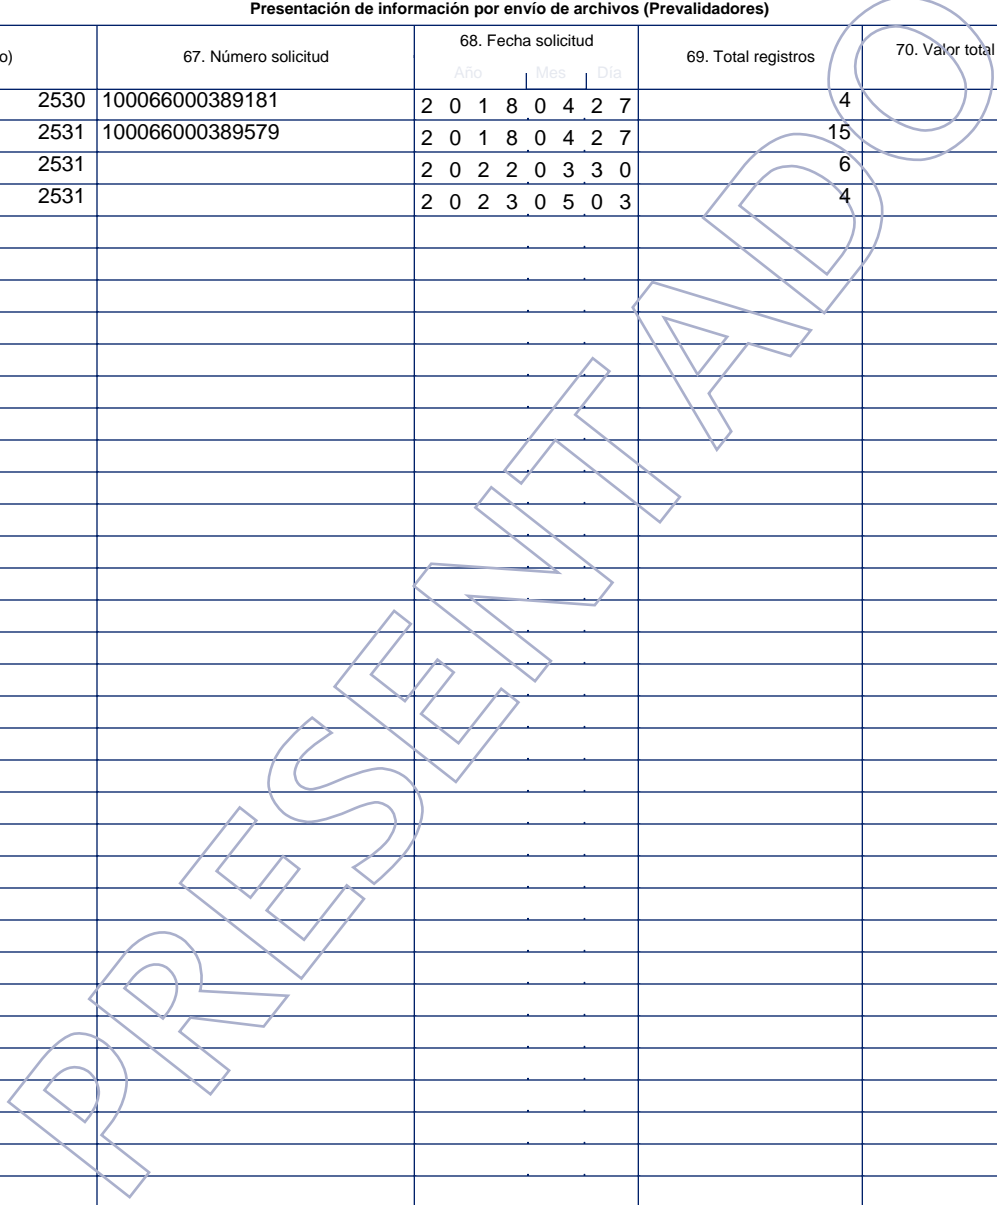 Presentación de información por envío de archivos (Prevalidadores)
o) 67. Número solicitud 68. Fecha solicitud 69. Total registros 70. Valor total
Año Mes Día
2530 100066000389181 2 0 1 8 0 4 2 7 4
2531 100066000389579 2 0 1 8 0 4 2 7 15
2531 2 0 2 2 0 3 3 0 6
2531 2 0 2 3 0 5 0 3 4
PRESENTADO